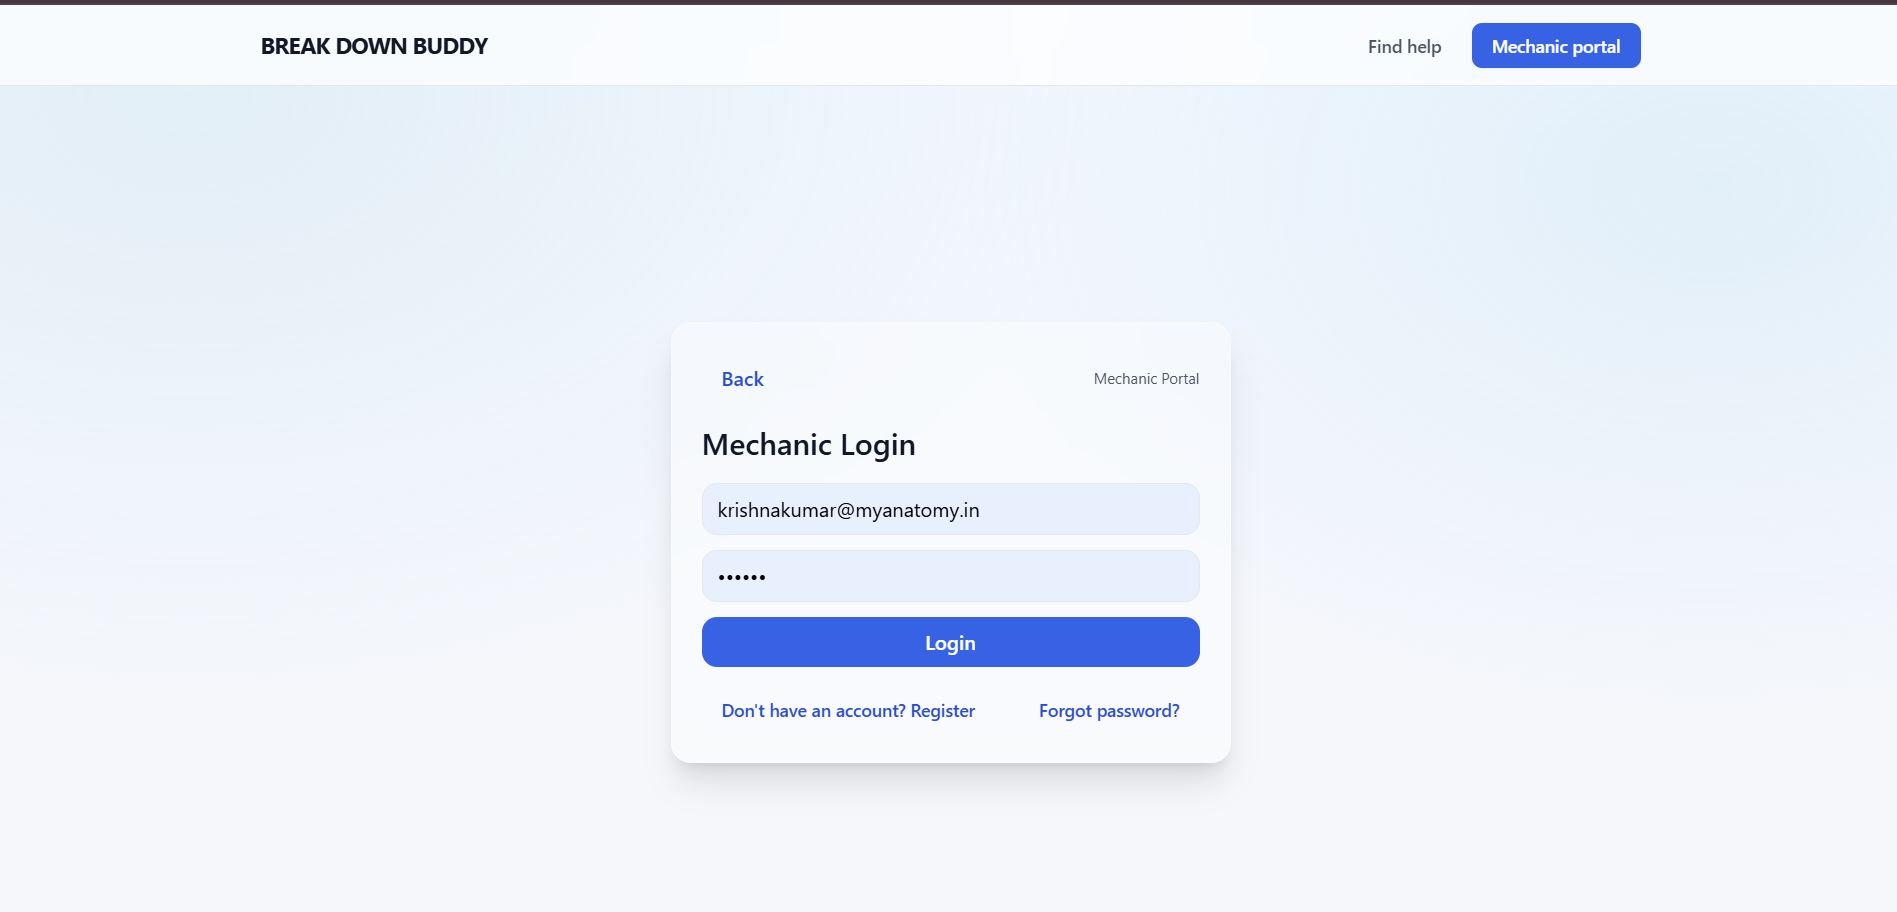 BREAK DOWN BUDDY
Find help
Mechanic portal
Back
Mechanic Portal
Mechanic Login
krishnakumar@myanatomy.in
••••••
Login
Don't have an account? Register
Forgot password?